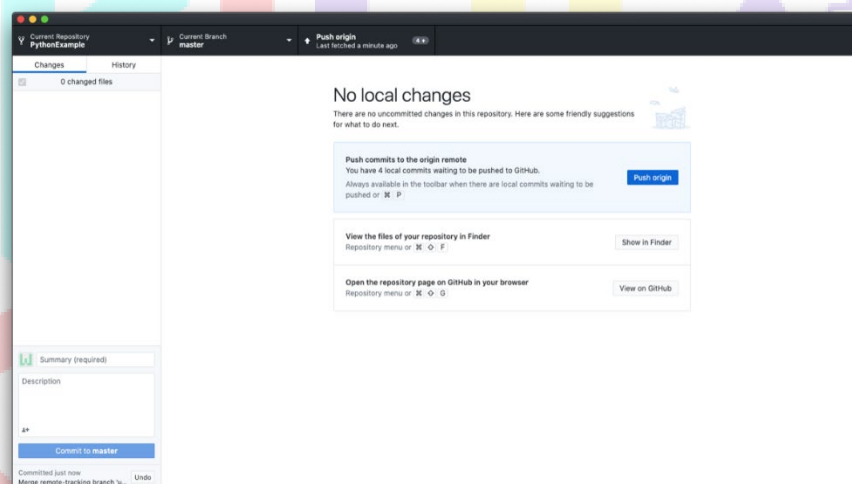 Current Repository
PythonExample
Current Branch
master
Push origin
Last fetched a minute ago
4
Changes
History
0 changed files
No local changes
There are no uncommitted changes in this repository. Here are some friendly suggestions
for what to do next.
Push commits to the origin remote
You have 4 local commits waiting to be pushed to GitHub.
Always available in the toolbar when there are local commits waiting to be
pushed or ⌘ P
Push origin
View the files of your repository in Finder
Repository menu or ⌘ ⇧ F
Show in Finder
Open the repository page on GitHub in your browser
Repository menu or ⌘ ⇧ G
View on GitHub
Summary (required)
Description
Commit to master
Committed just now
Merge remote-tracking branch
Undo